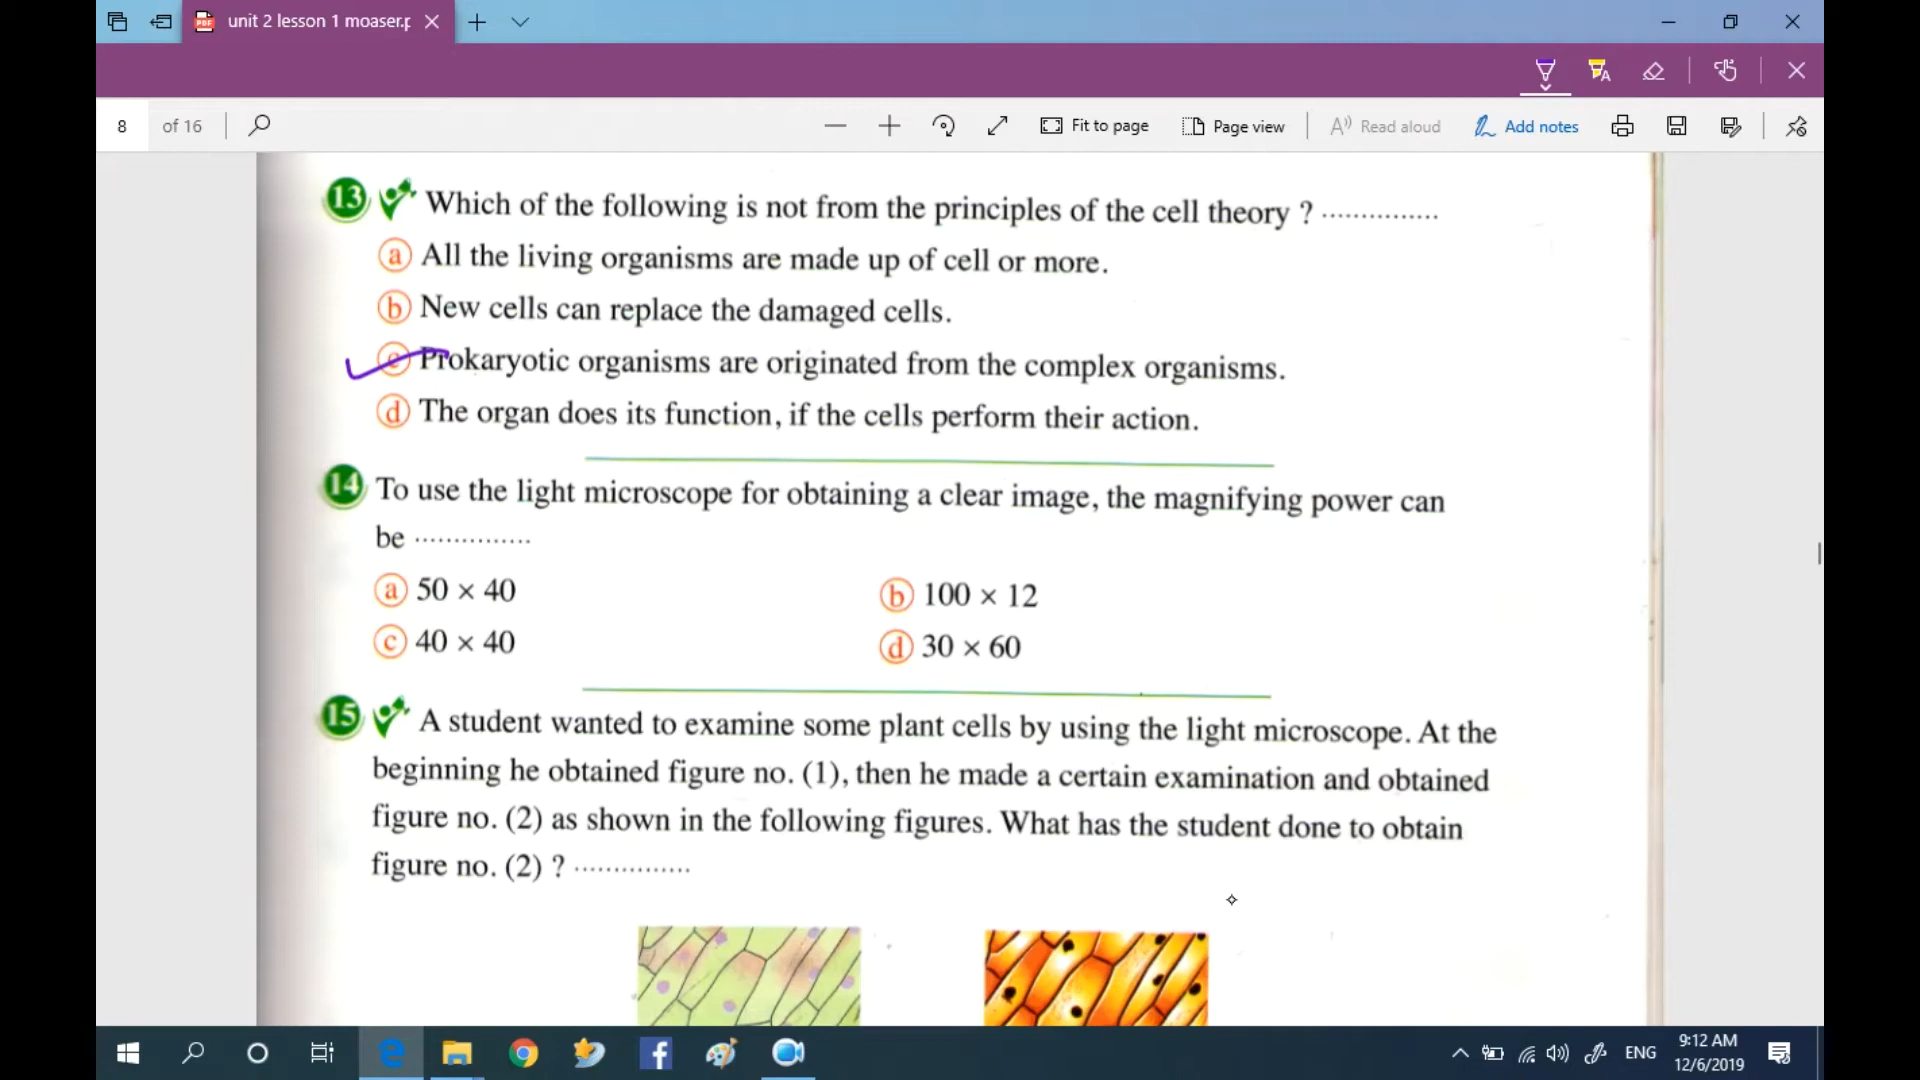 unit 2 lesson 1 moaser.p
8 of 16
Fit to page
Page view
Read aloud
Add notes
13 Which of the following is not from the principles of the cell theory ? ...............
a All the living organisms are made up of cell or more.
b New cells can replace the damaged cells.
c Prokaryotic organisms are originated from the complex organisms.
d The organ does its function, if the cells perform their action.
14 To use the light microscope for obtaining a clear image, the magnifying power can
be ...............
a 50 × 40
b 100 × 12
c 40 × 40
d 30 × 60
15 A student wanted to examine some plant cells by using the light microscope. At the
beginning he obtained figure no. (1), then he made a certain examination and obtained
figure no. (2) as shown in the following figures. What has the student done to obtain
figure no. (2) ? ...............
ENG
9:12 AM
12/6/2019